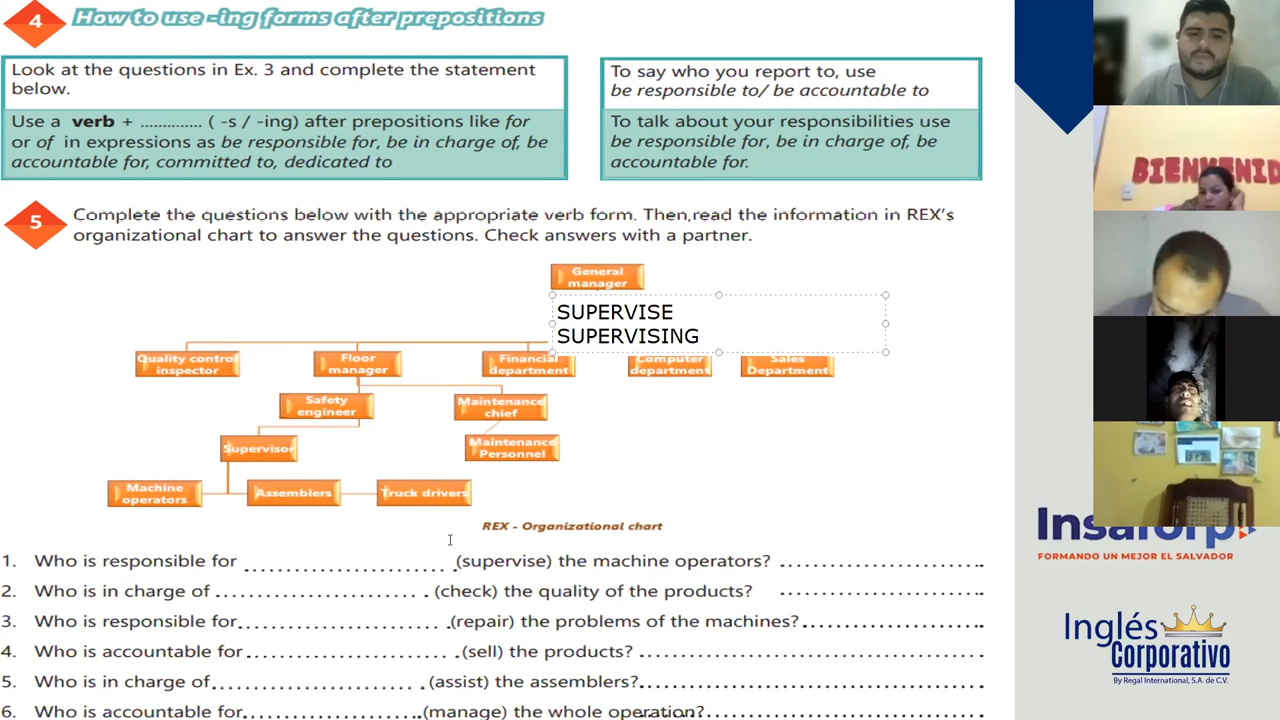 4 How to use -ing forms after prepositions
Look at the questions in Ex. 3 and complete the statement
below.
Use a verb + .............. ( -s / -ing) after prepositions like for
or of in expressions as be responsible for, be in charge of, be
accountable for, committed to, dedicated to
To say who you report to, use
be responsible to/ be accountable to
To talk about your responsibilities use
be responsible for, be in charge of, be
accountable for.
5 Complete the questions below with the appropriate verb form. Then,read the information in REX's
organizational chart to answer the questions. Check answers with a partner.
General
manager
SUPERVISE
SUPERVISING
Quality control
inspector
Floor
manager
Financial
department
Computer
department
Sales
Department
Safety
engineer
Maintenance
chief
Supervisor
Maintenance
Personnel
Machine
operators
Assemblers
Truck drivers
REX - Organizational chart
1. Who is responsible for ............................ (supervise) the machine operators? ............................
2. Who is in charge of ............................ (check) the quality of the products? ............................
3. Who is responsible for............................ (repair) the problems of the machines?............................
4. Who is accountable for............................ (sell) the products? ............................
5. Who is in charge of............................ (assist) the assemblers?............................
6. Who is accountable for............................ (manage) the whole operation?............................
BIENVENID
Insaforp
FORMANDO UN MEJOR EL SALVADOR
Inglés
Corporativo
By Regal International, S.A. de C.V.